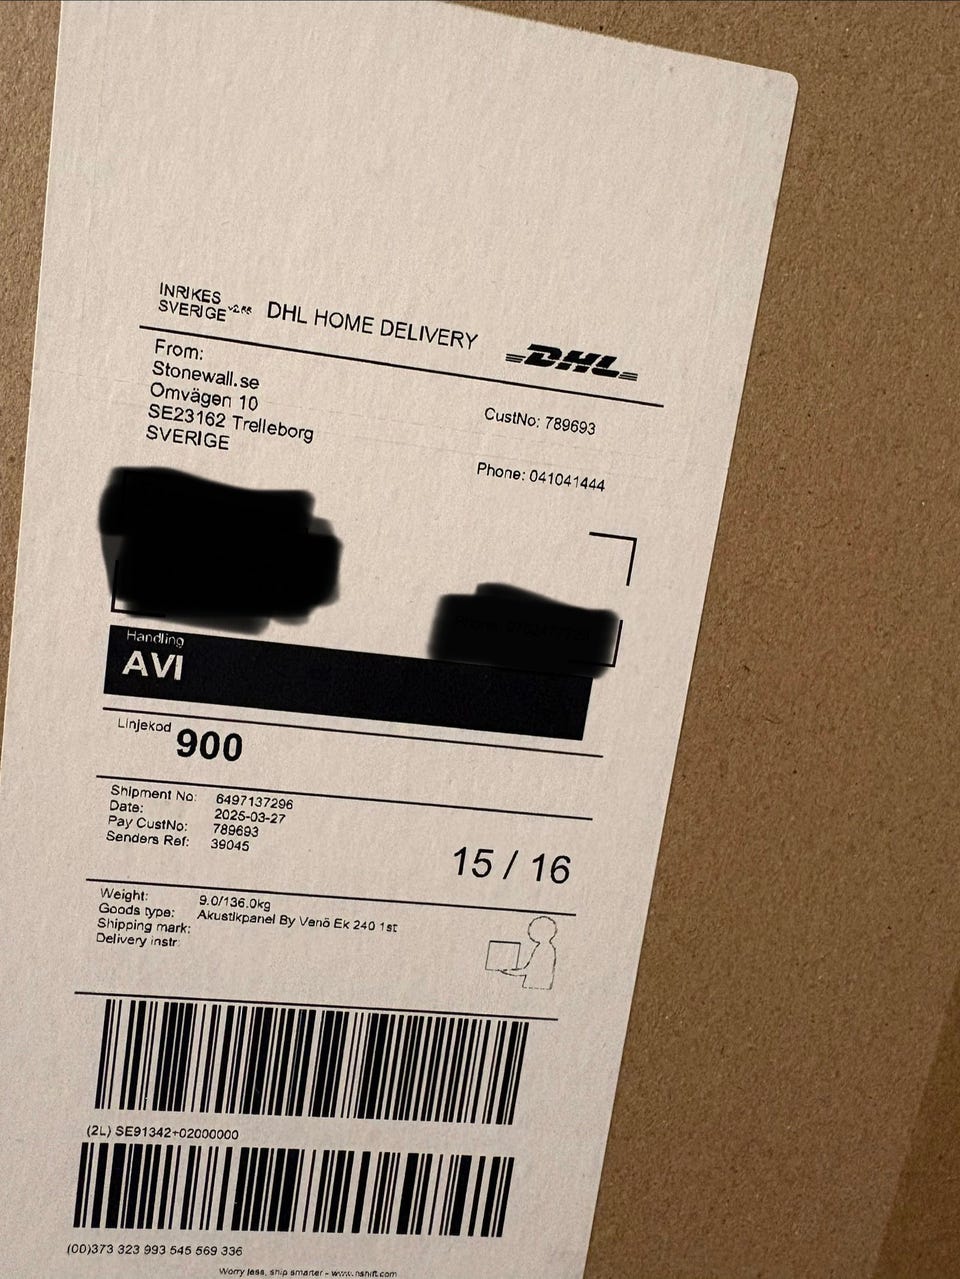 INRIKES
SVERIGE
DHL HOME DELIVERY
DHL
From:
Stonewall.se
Omvägen 10
SE23162 Trelleborg
SVERIGE
CustNo: 789693
Phone: 041041444
Handling
AVI
Linjekod 900
Shipment No: 6497137296
Date: 2025-03-27
Pay CustNo: 789693
Senders Ref: 39045
15 / 16
Weight: 9.0/136.0kg
Goods type: Akustikpanel By Venö Ek 240 1st
Shipping mark:
Delivery instr:
(2L) SE91342+02000000
(00)373 323 993 545 569 336
Worry less, ship smarter - www.nshift.com